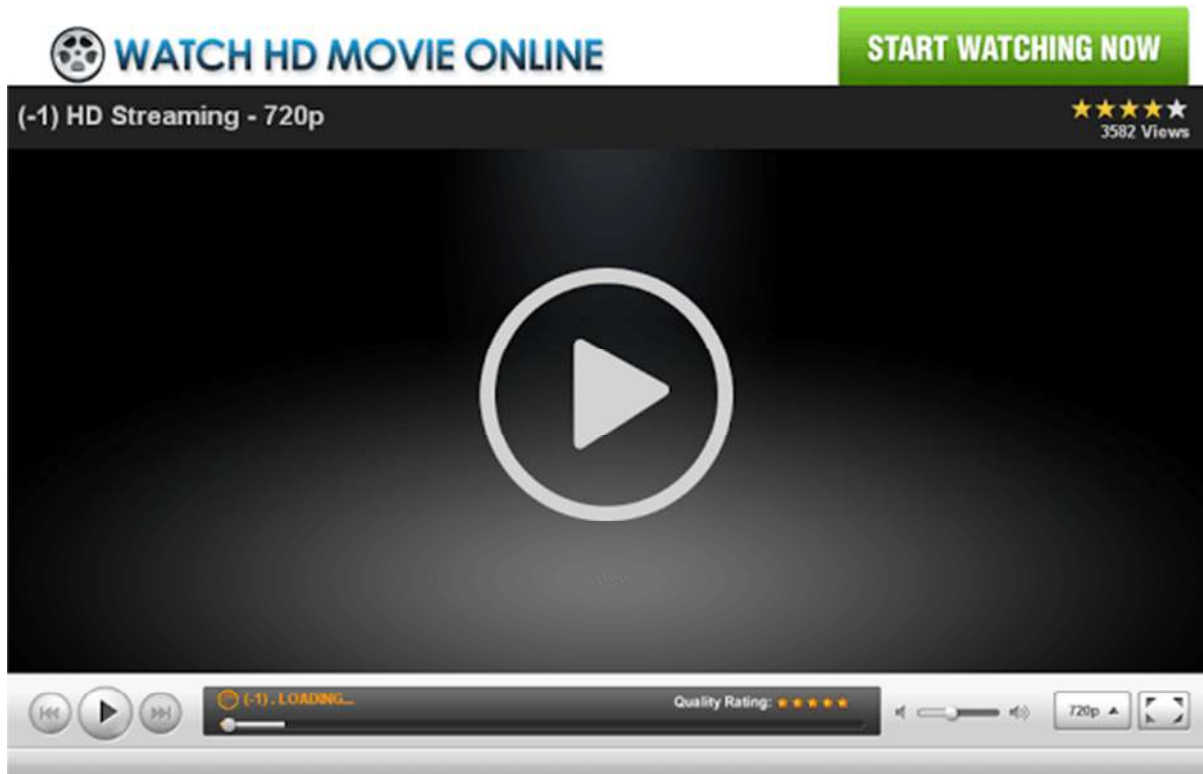 WATCH HD MOVIE ONLINE
START WATCHING NOW
(-1) HD Streaming - 720p
3582 Views
(-1) . LOADING...
Quality Rating:
720p